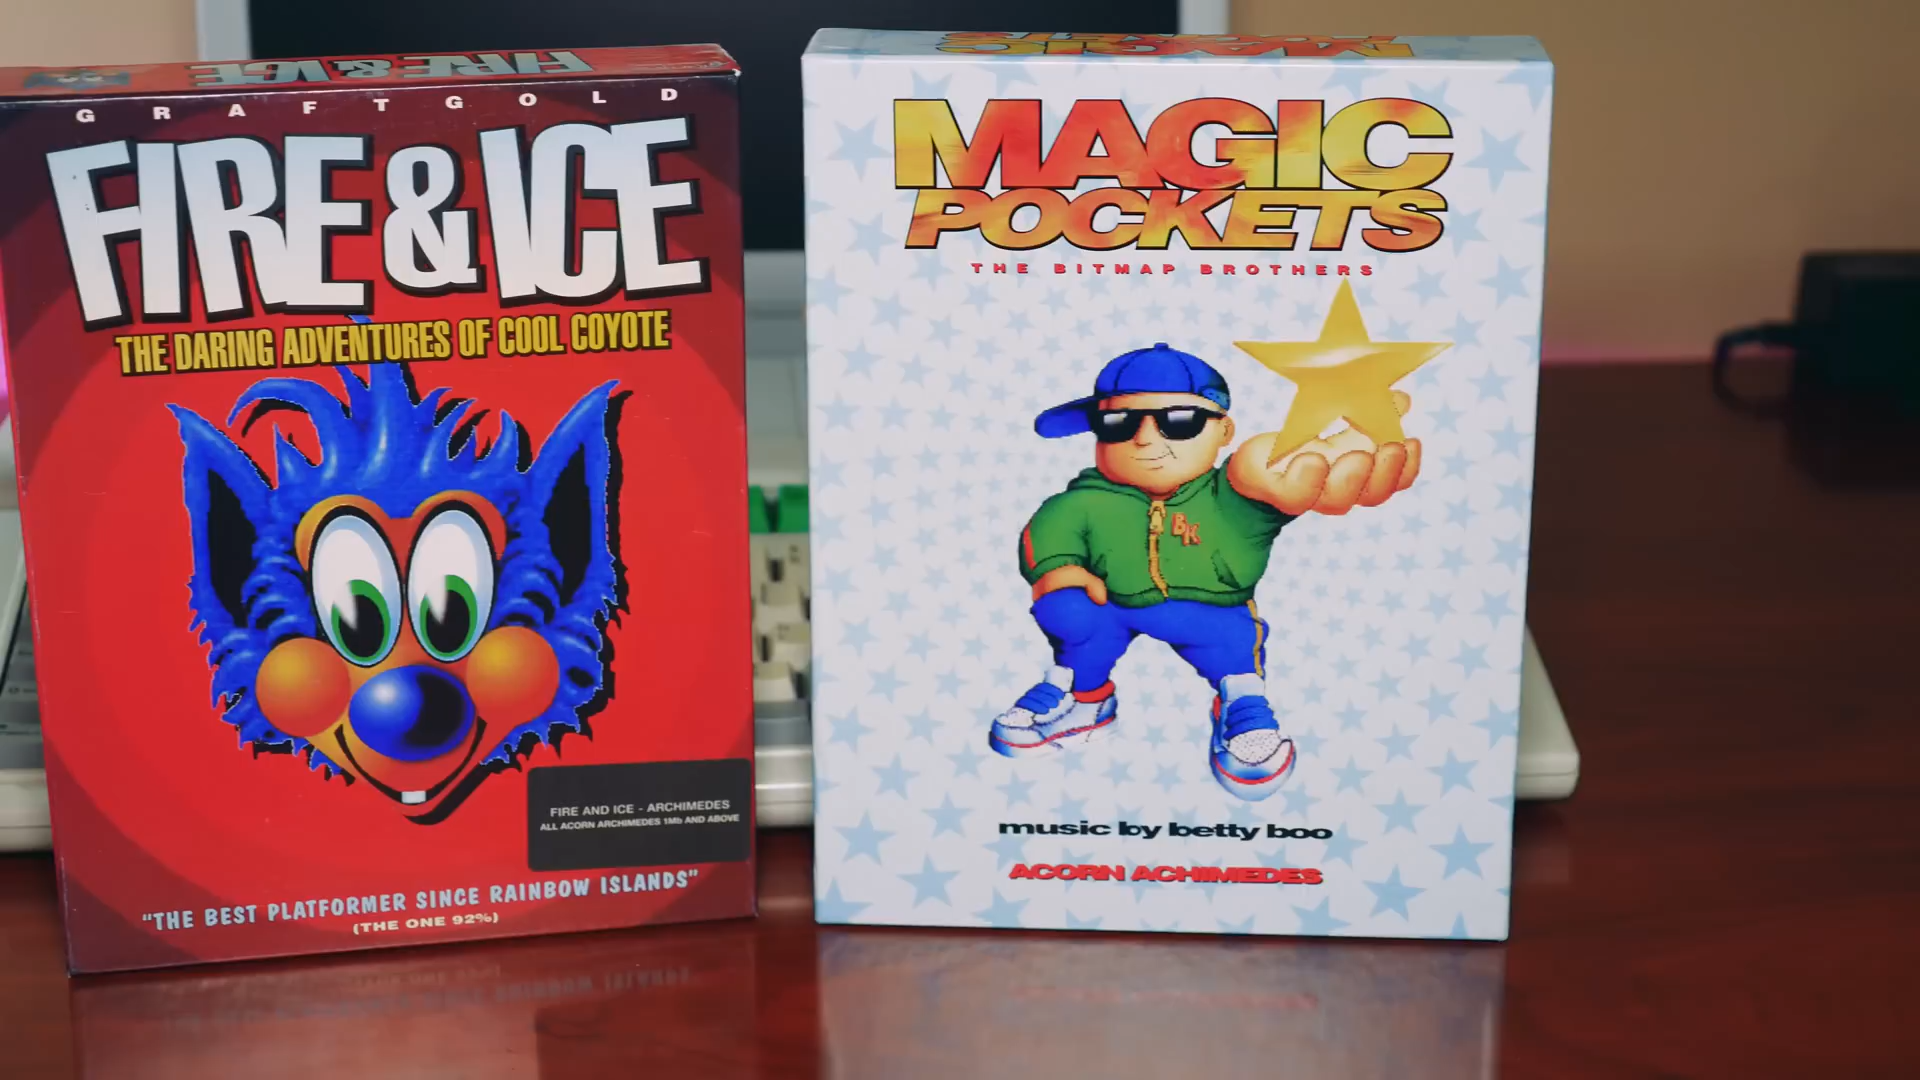 FIRE & ICE
GRAFTGOLD
FIRE & ICE
THE DARING ADVENTURES OF COOL COYOTE
FIRE AND ICE - ARCHIMEDES
ALL ACORN ARCHIMEDES 1Mb AND ABOVE
"THE BEST PLATFORMER SINCE RAINBOW ISLANDS"
(THE ONE 92%)
MAGIC
POCKETS
MAGIC
POCKETS
THE BITMAP BROTHERS
BK
music by betty boo
ACORN ACHIMEDES